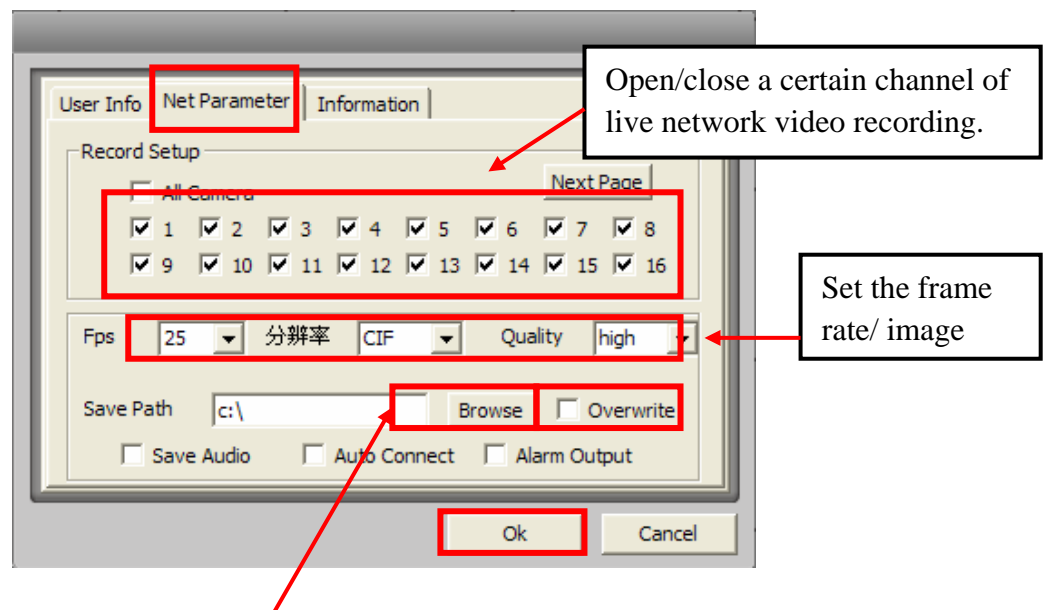 Open/close a certain channel of
live network video recording.
User Info Net Parameter Information
Record Setup
All Camera Next Page
1 2 3 4 5 6 7 8
9 10 11 12 13 14 15 16
Set the frame
rate/ image
Fps 25 分辨率 CIF Quality high
Save Path c:\ Browse Overwrite
Save Audio Auto Connect Alarm Output
Ok Cancel